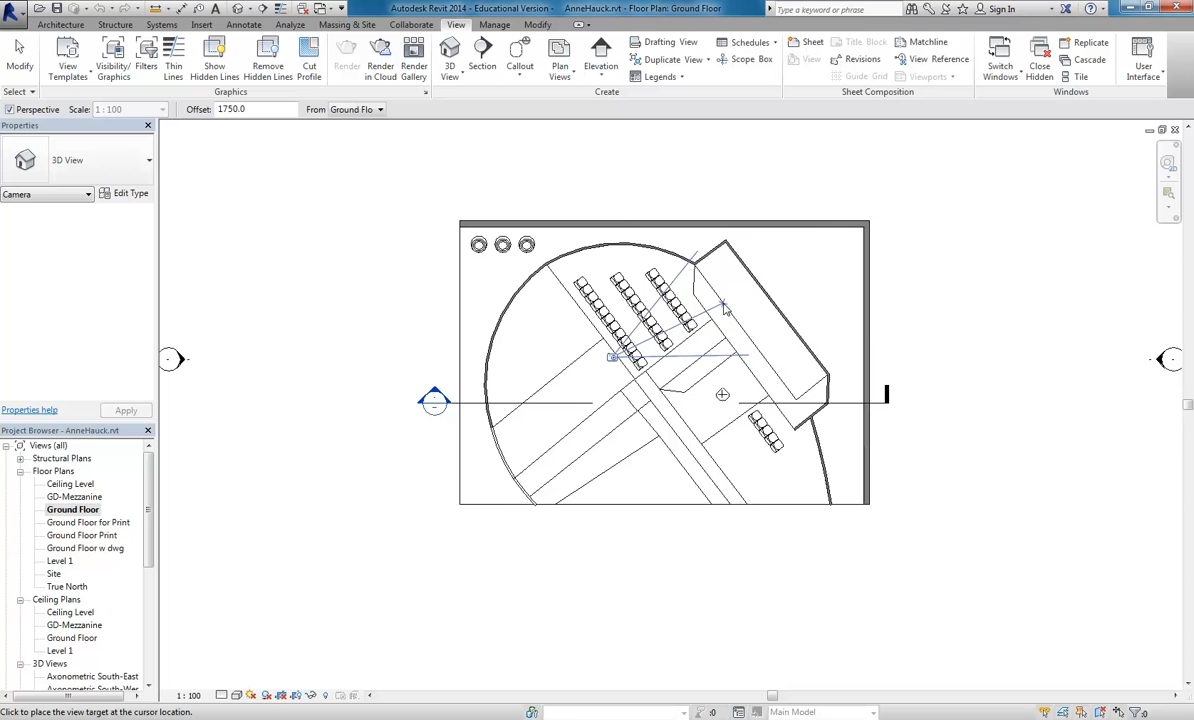 Autodesk Revit 2014 - Educational Version - AnneHauck.rvt - Floor Plan: Ground Floor
Type a keyword or phrase
Sign In
Architecture Structure Systems Insert Annotate Analyze Massing & Site Collaborate View Manage Modify
Modify
View Templates
Visibility/ Graphics
Filters
Thin Lines
Show Hidden Lines
Remove Hidden Lines
Cut Profile
Render
Render in Cloud
Render Gallery
3D View
Section
Callout
Plan Views
Elevation
Drafting View
Duplicate View
Legends
Schedules
Scope Box
Sheet
View
Title Block
Revisions
Guide Grid
Matchline
View Reference
Viewports
Switch Windows
Close Hidden
Replicate
Cascade
Tile
User Interface
Select Graphics Create Sheet Composition Windows
Perspective Scale: 1 : 100 Offset: 1750.0 From Ground Flo
Properties
3D View
Camera Edit Type
Properties help Apply
Project Browser - AnneHauck.rvt
Views (all)
Structural Plans
Floor Plans
Ceiling Level
GD-Mezzanine
Ground Floor
Ground Floor for Print
Ground Floor Print
Ground Floor w dwg
Level 1
Site
True North
Ceiling Plans
Ceiling Level
GD-Mezzanine
Ground Floor
Level 1
3D Views
Axonometric South-East
1 : 100
Click to place the view target at the cursor location.
:0
Main Model
:0